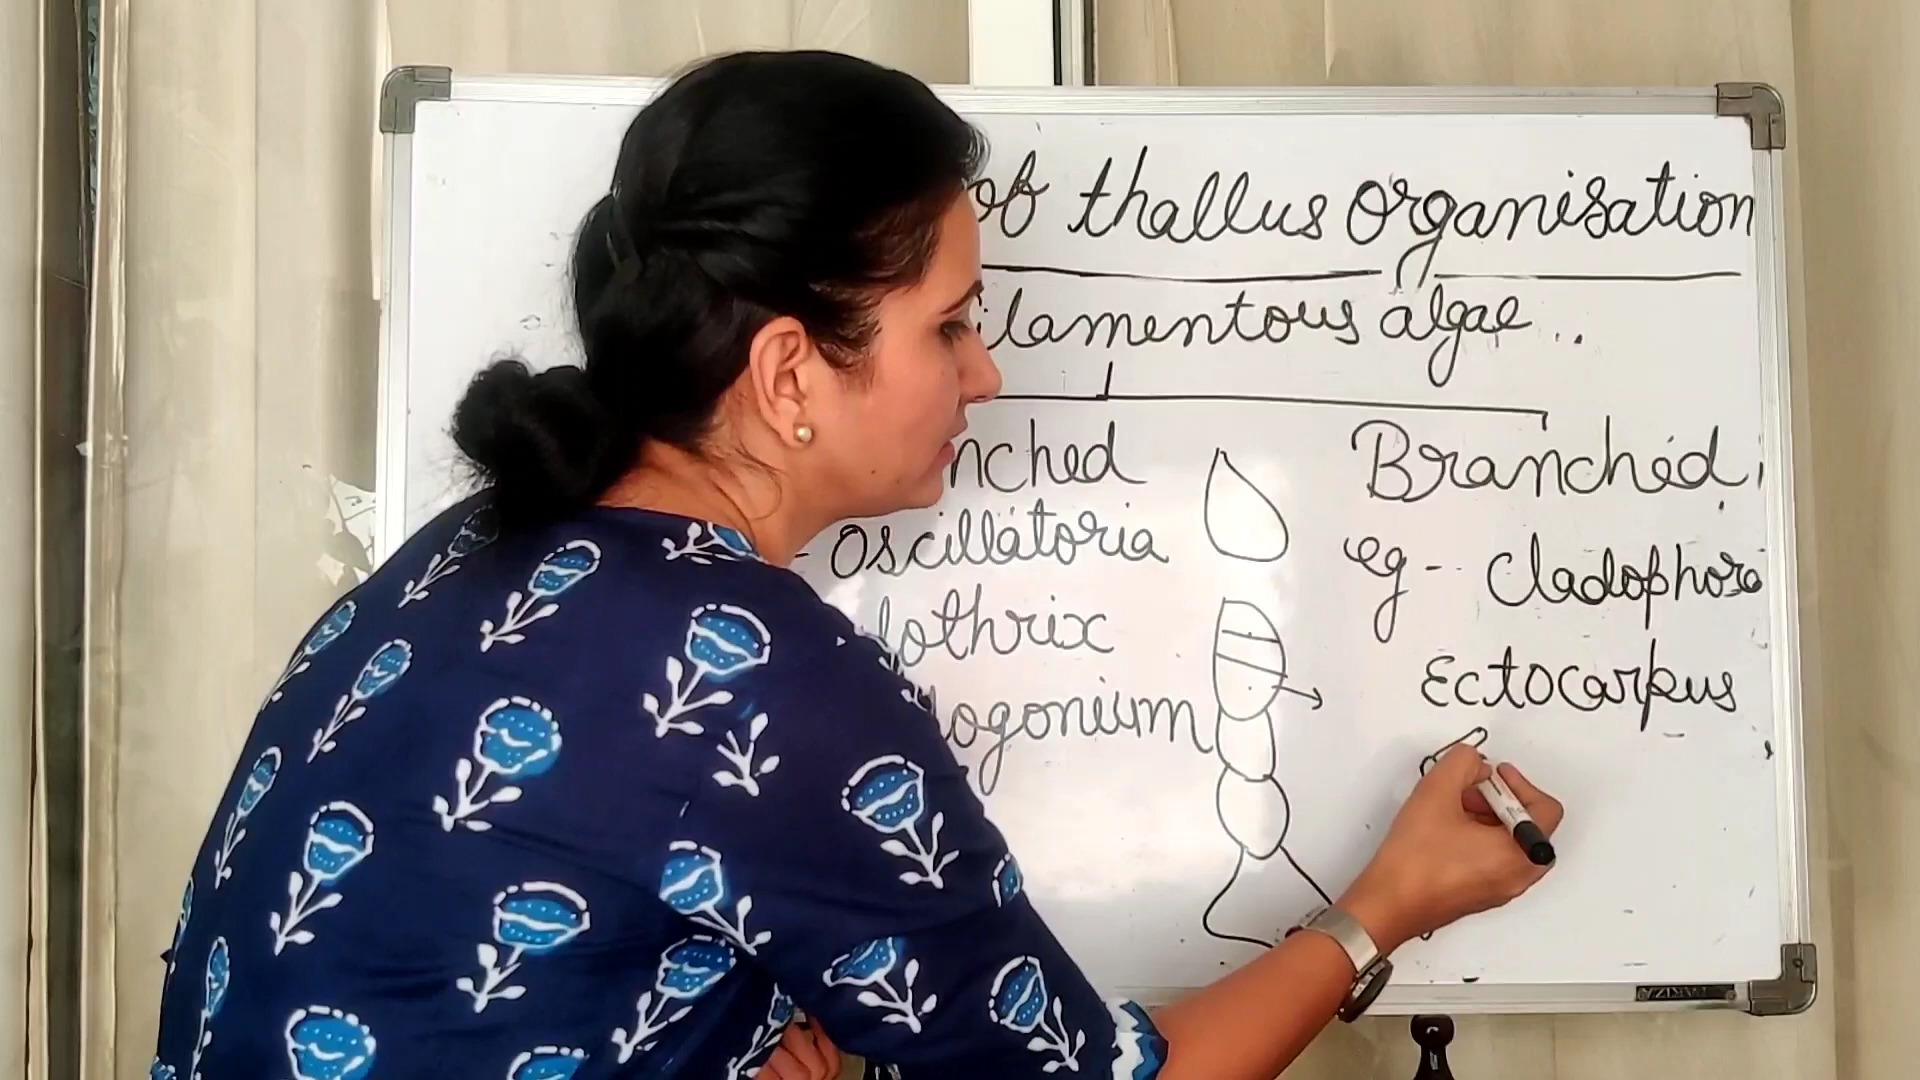 of thallus organisation
ilamentous algae ..
nched
Branched
- Oscillatoria
eg - Cladophora
lothrix
Ectocarpus
ogonium